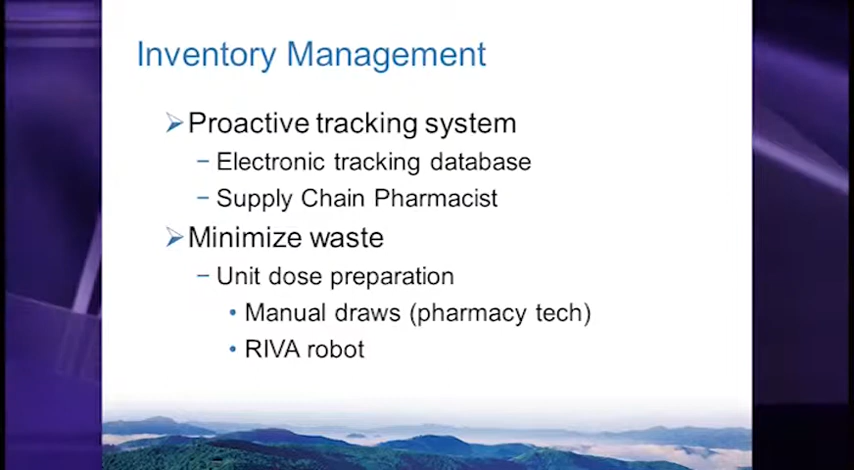 Inventory Management
➢Proactive tracking system
− Electronic tracking database
− Supply Chain Pharmacist
➢Minimize waste
− Unit dose preparation
• Manual draws (pharmacy tech)
• RIVA robot